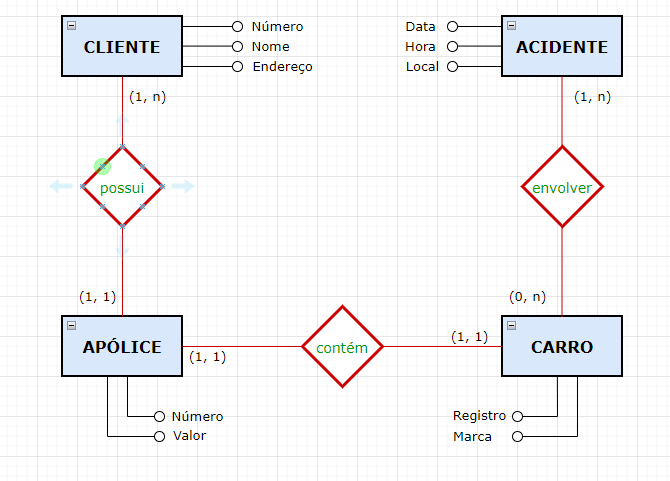 CLIENTE
Número
Nome
Endereço
Data
Hora
Local
ACIDENTE
(1, n)
(1, n)
possui
envolver
(1, 1)
(0, n)
APÓLICE
(1, 1)
contém
(1, 1)
CARRO
Número
Valor
Registro
Marca